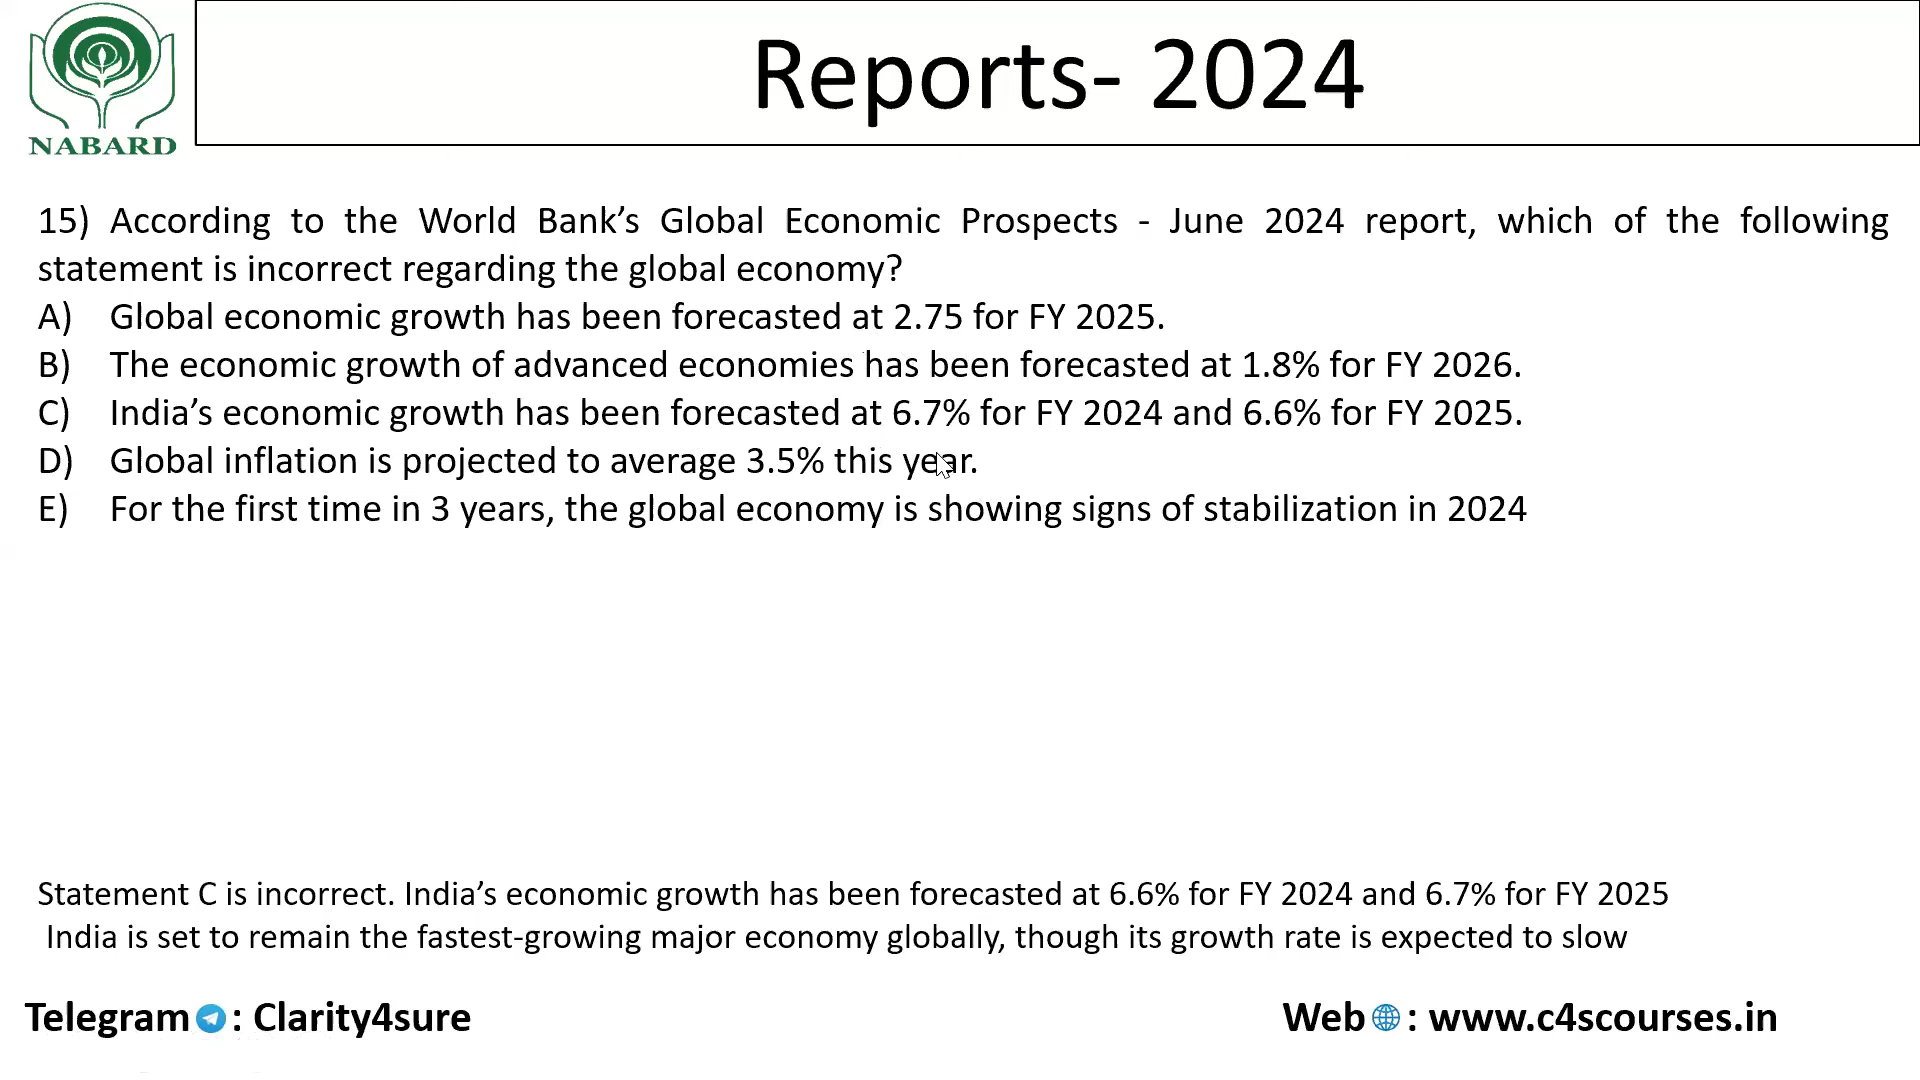 NABARD
Reports- 2024
15) According to the World Bank’s Global Economic Prospects - June 2024 report, which of the following
statement is incorrect regarding the global economy?
A) Global economic growth has been forecasted at 2.75 for FY 2025.
B) The economic growth of advanced economies has been forecasted at 1.8% for FY 2026.
C) India’s economic growth has been forecasted at 6.7% for FY 2024 and 6.6% for FY 2025.
D) Global inflation is projected to average 3.5% this year.
E) For the first time in 3 years, the global economy is showing signs of stabilization in 2024
Statement C is incorrect. India’s economic growth has been forecasted at 6.6% for FY 2024 and 6.7% for FY 2025
India is set to remain the fastest-growing major economy globally, though its growth rate is expected to slow
Telegram : Clarity4sure
Web : www.c4scourses.in